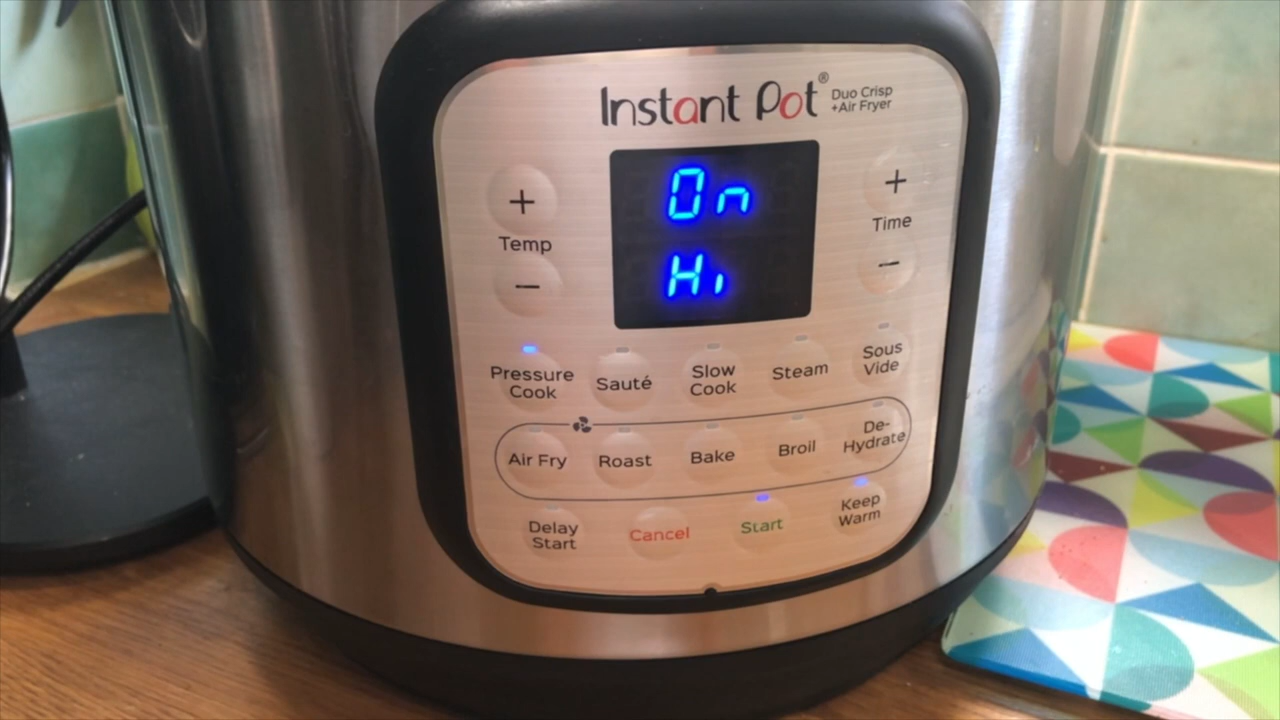 Instant Pot®
Duo Crisp
+Air Fryer
On
Hi
+
Temp
−
+
Time
−
Pressure
Cook
Sauté
Slow
Cook
Steam
Sous
Vide
Air Fry
Roast
Bake
Broil
De-
Hydrate
Delay
Start
Cancel
Start
Keep
Warm